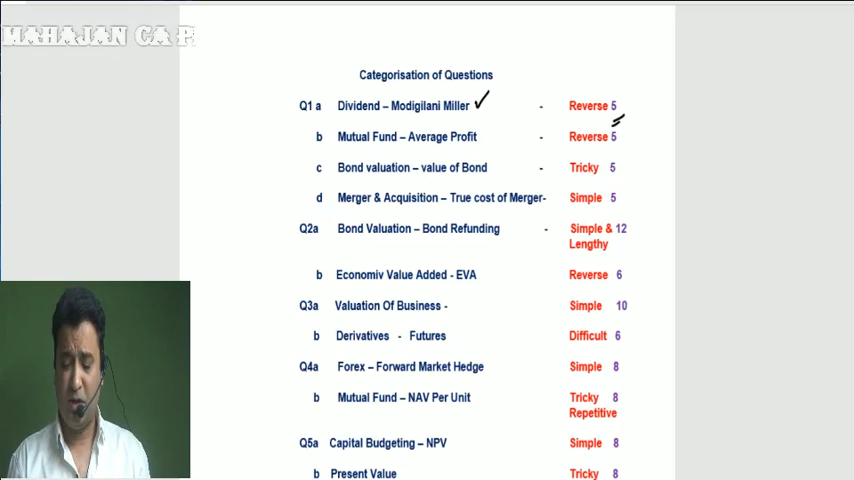 MAHAJAN CA P
Categorisation of Questions
Q1 a Dividend – Modigilani Miller - Reverse 5
b Mutual Fund – Average Profit - Reverse 5
c Bond valuation – value of Bond - Tricky 5
d Merger & Acquisition – True cost of Merger- Simple 5
Q2a Bond Valuation – Bond Refunding - Simple & 12
Lengthy
b Economiv Value Added - EVA Reverse 6
Q3a Valuation Of Business - Simple 10
b Derivatives - Futures Difficult 6
Q4a Forex – Forward Market Hedge Simple 8
b Mutual Fund – NAV Per Unit Tricky 8
Repetitive
Q5a Capital Budgeting – NPV Simple 8
b Present Value Tricky 8